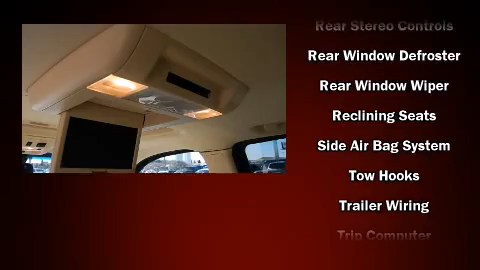 Rear Stereo Controls
Rear Window Defroster
Rear Window Wiper
Reclining Seats
Side Air Bag System
Tow Hooks
Trailer Wiring
Trip Computer